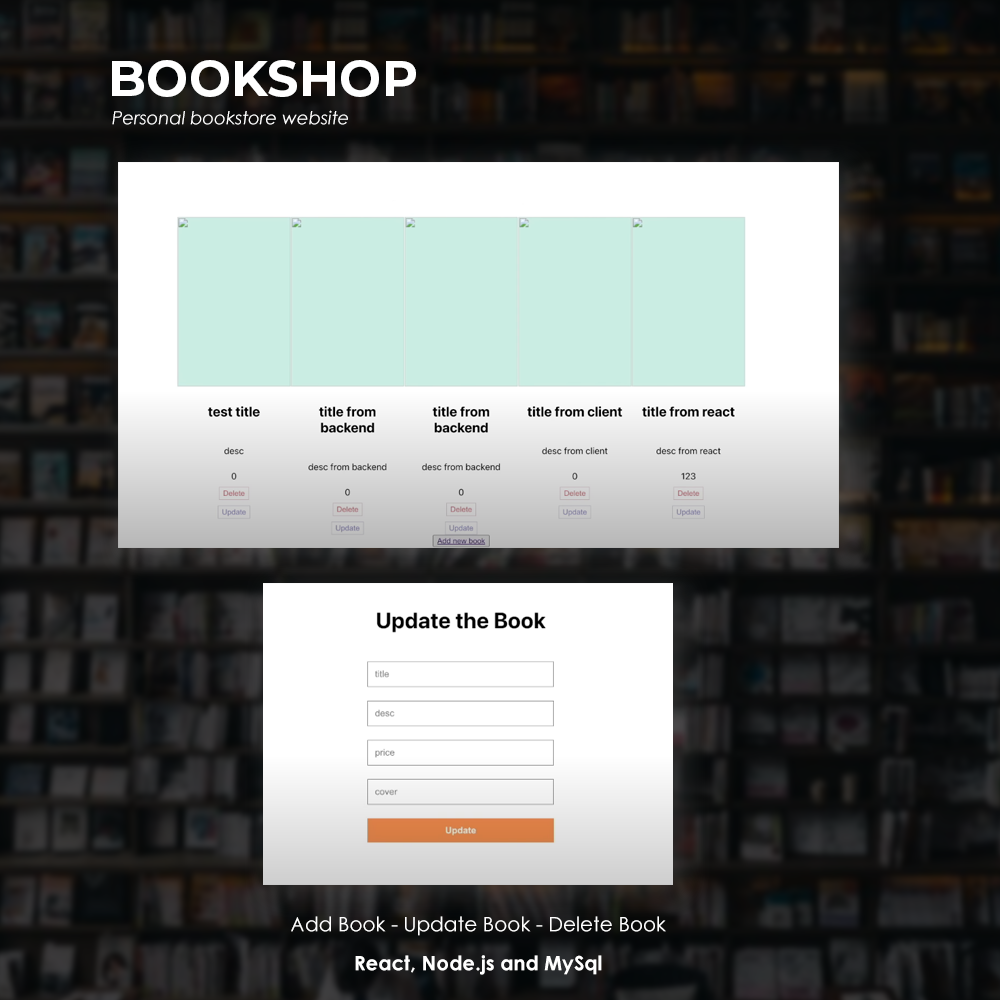 BOOKSHOP
Personal bookstore website
test title
desc
0
Delete
Update
title from
backend
desc from backend
0
Delete
Update
title from
backend
desc from backend
0
Delete
Update
Add new book
title from client
desc from client
0
Delete
Update
title from react
desc from react
123
Delete
Update
Update the Book
title
desc
price
cover
Update
Add Book - Update Book - Delete Book
React, Node.js and MySql